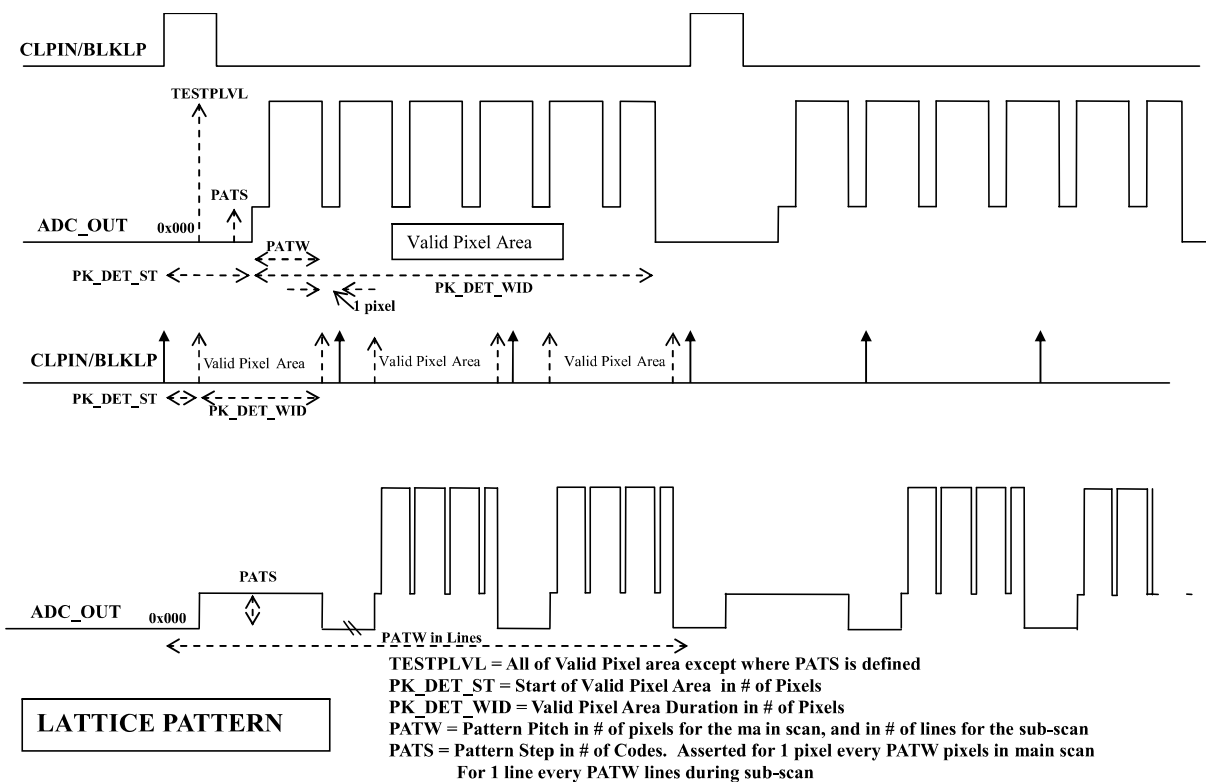 CLPIN/BLKLP
TESTPLVL
PATS
ADC_OUT 0x000
Valid Pixel Area
PATW
PK_DET_ST
PK_DET_WID
1 pixel
CLPIN/BLKLP
Valid Pixel Area
Valid Pixel Area
Valid Pixel Area
PK_DET_ST
PK_DET_WID
PATS
ADC_OUT 0x000
PATW in Lines
TESTPLVL = All of Valid Pixel area except where PATS is defined
PK_DET_ST = Start of Valid Pixel Area in # of Pixels
PK_DET_WID = Valid Pixel Area Duration in # of Pixels
PATW = Pattern Pitch in # of pixels for the ma in scan, and in # of lines for the sub-scan
PATS = Pattern Step in # of Codes. Asserted for 1 pixel every PATW pixels in main scan
For 1 line every PATW lines during sub-scan
LATTICE PATTERN